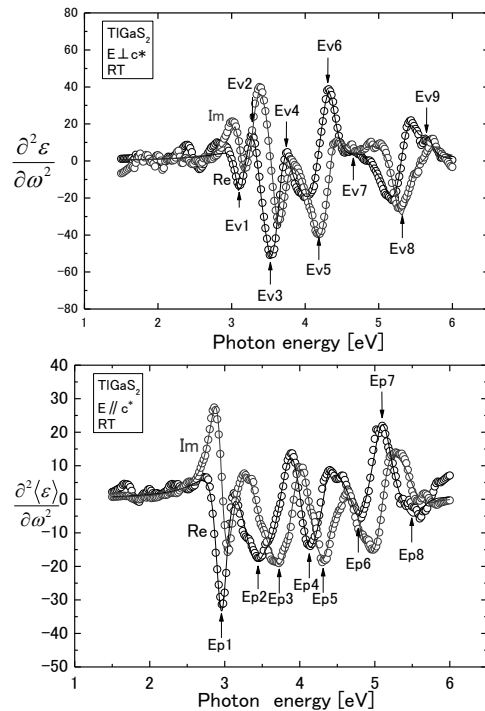 80
60
40
20
0
-20
-40
-60
-80
∂²ε
∂ω²
TlGaS₂
E⊥c*
RT
Im
Re
Ev1
Ev2
Ev3
Ev4
Ev5
Ev6
Ev7
Ev8
Ev9
1 2 3 4 5 6
Photon energy [eV]
40
30
20
10
0
-10
-20
-30
-40
-50
∂²⟨ε⟩
∂ω²
TlGaS₂
E // c*
RT
Im
Re
Ep1
Ep2
Ep3
Ep4
Ep5
Ep6
Ep7
Ep8
1 2 3 4 5 6
Photon energy [eV]